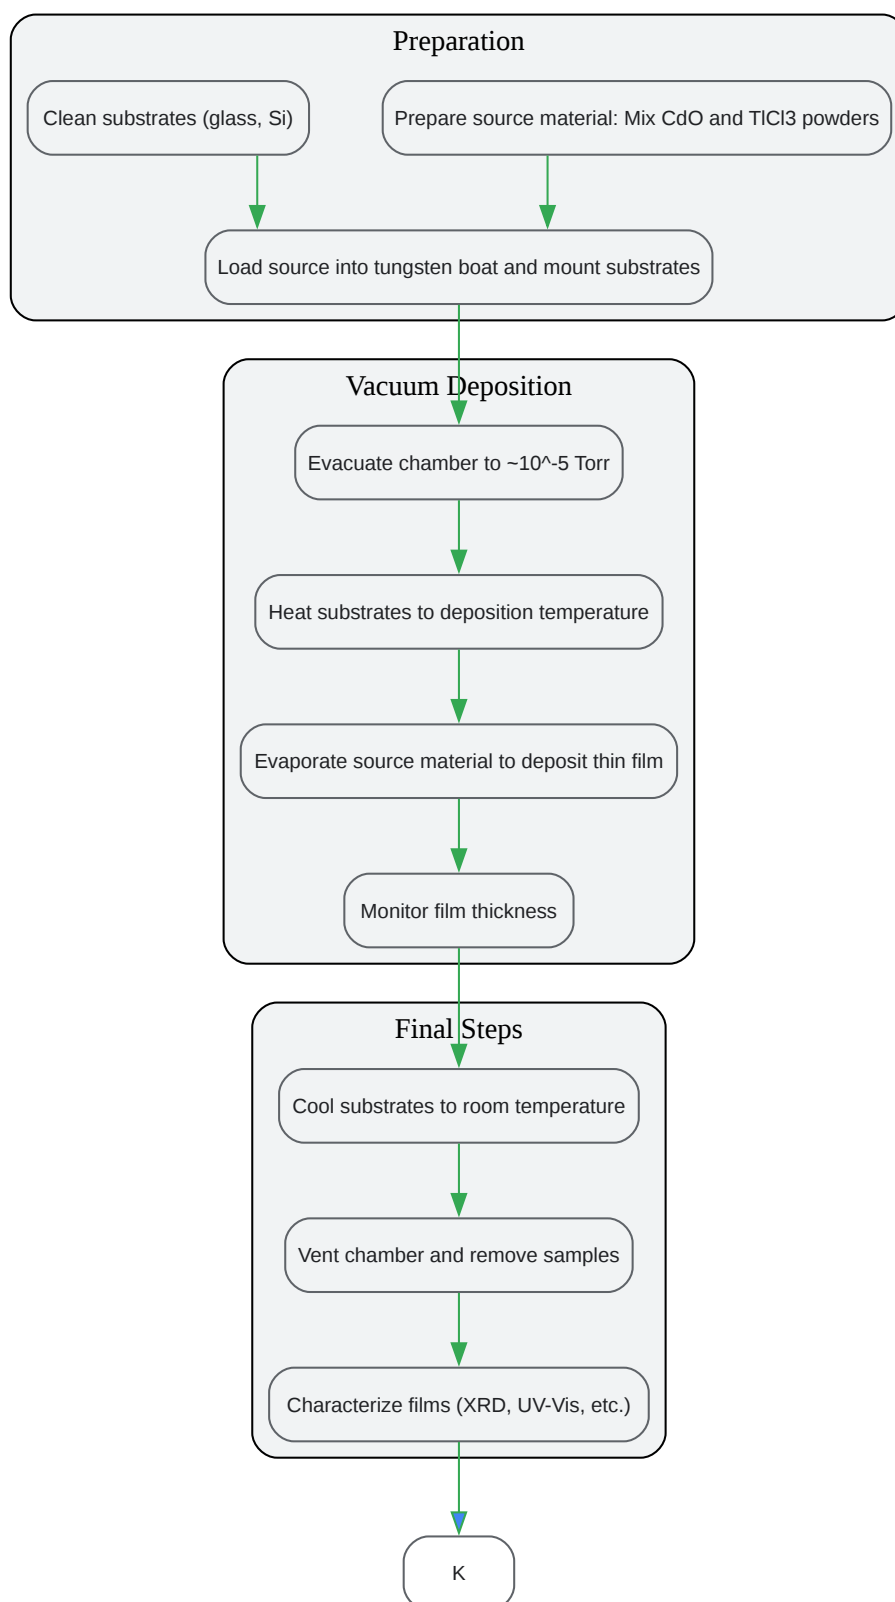 Preparation
Clean substrates (glass, Si)
Prepare source material: Mix CdO and TlCl3 powders
Load source into tungsten boat and mount substrates
Vacuum Deposition
Evacuate chamber to ~10^-5 Torr
Heat substrates to deposition temperature
Evaporate source material to deposit thin film
Monitor film thickness
Final Steps
Cool substrates to room temperature
Vent chamber and remove samples
Characterize films (XRD, UV-Vis, etc.)
K